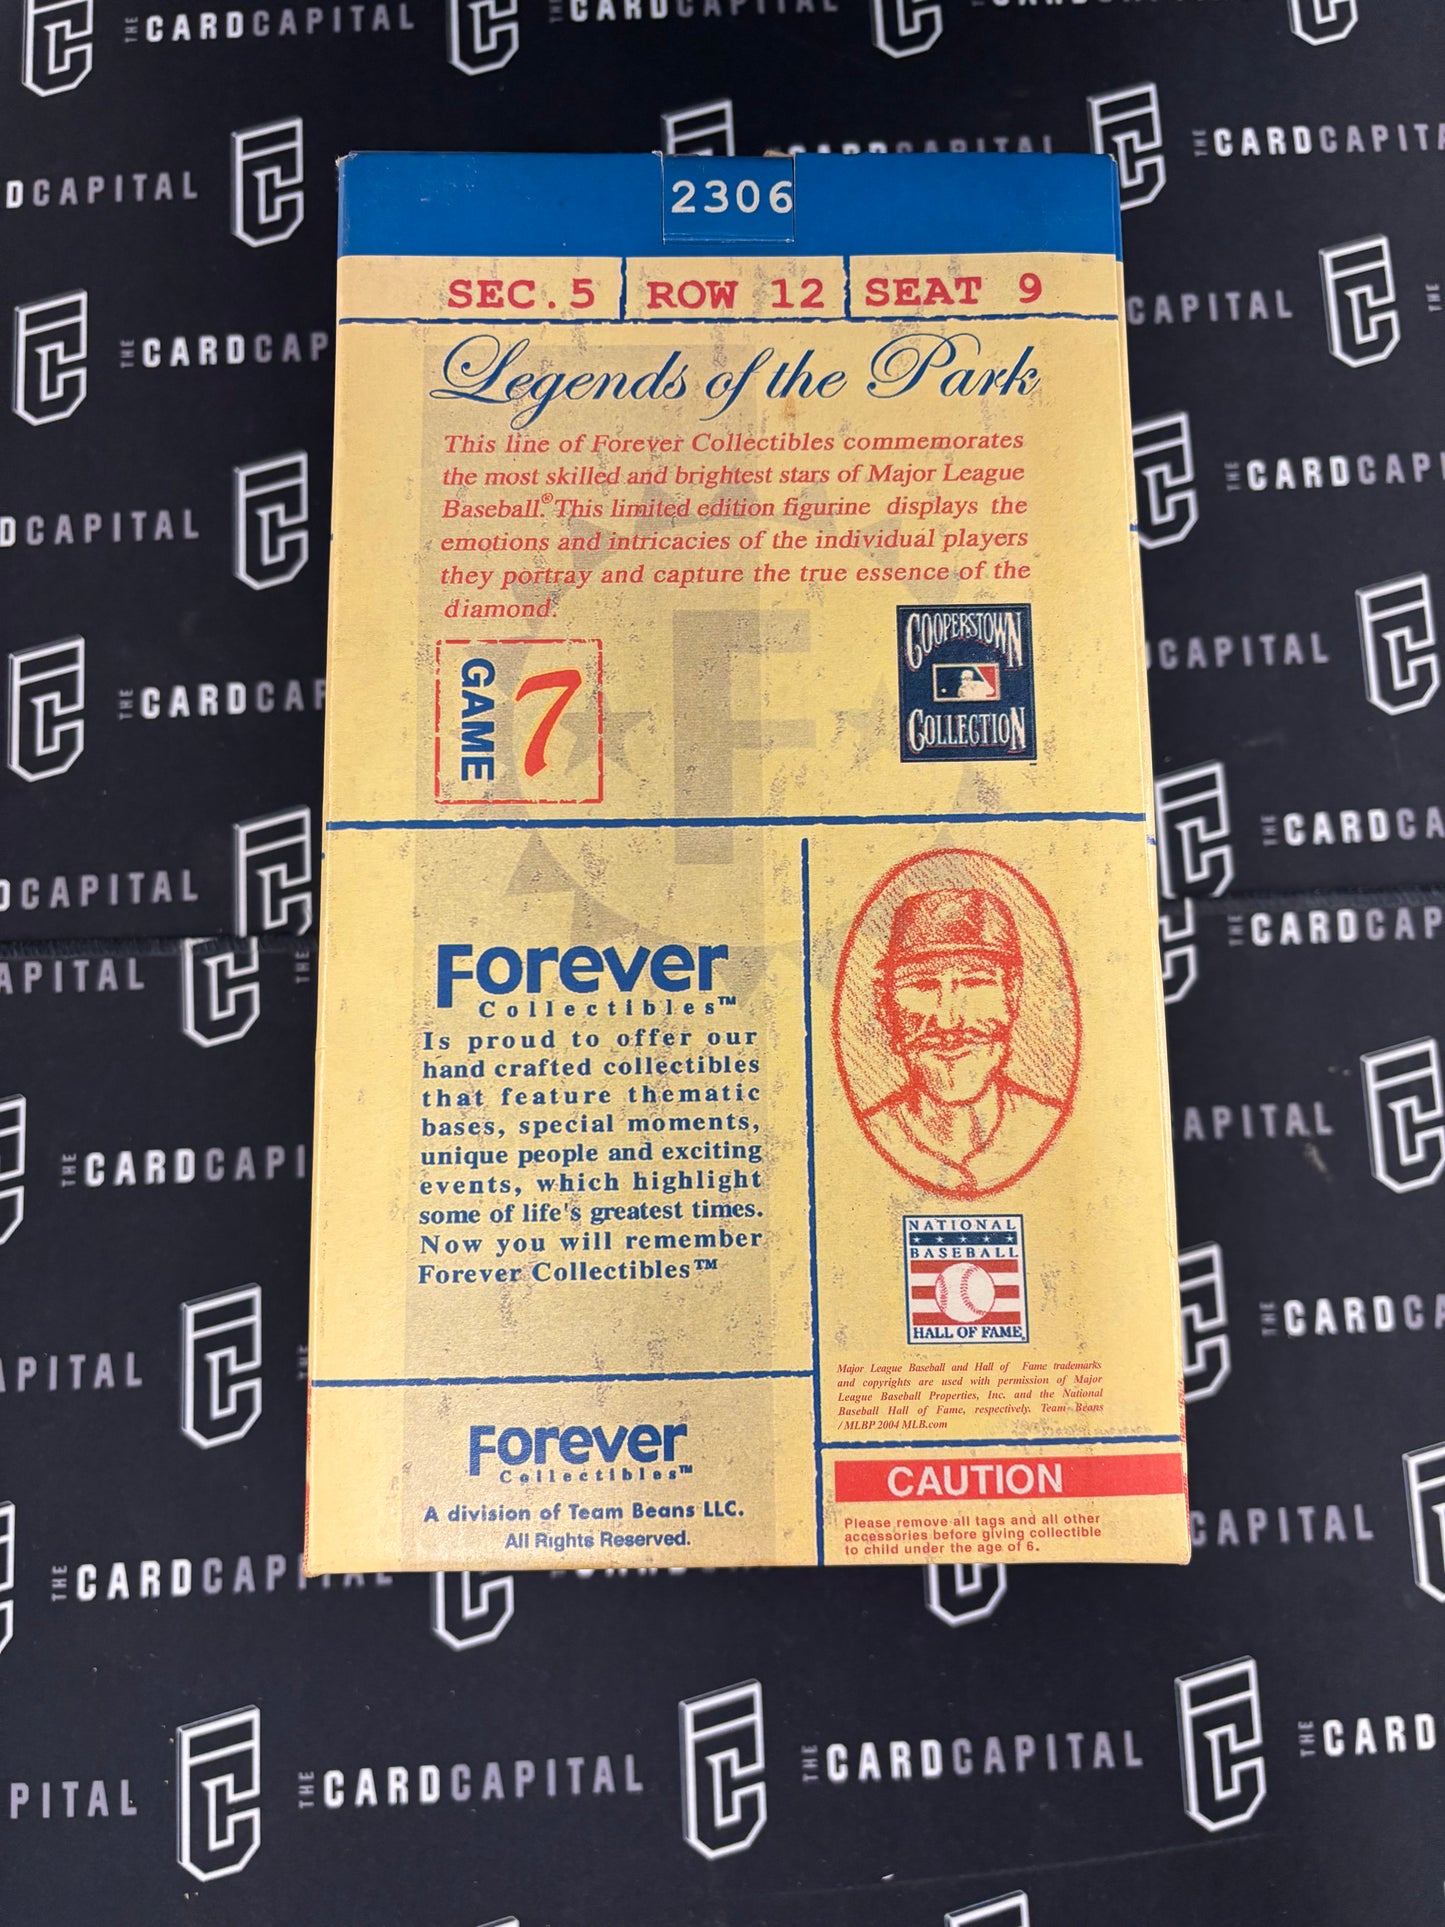 2306
SEC.5 ROW 12 SEAT 9
Legends of the Park
This line of Forever Collectibles commemorates
the most skilled and brightest stars of Major League
Baseball.® This limited edition figurine displays the
emotions and intricacies of the individual players
they portray and capture the true essence of the
diamond.
GAME 7
COOPERSTOWN
COLLECTION
Forever
Collectibles™
Is proud to offer our
hand crafted collectibles
that feature thematic
bases, special moments,
unique people and exciting
events, which highlight
some of life's greatest times.
Now you will remember
Forever Collectibles™
NATIONAL
BASEBALL
HALL OF FAME
Major League Baseball and Hall of Fame trademarks
and copyrights are used with permission of Major
League Baseball Properties, Inc. and the National
Baseball Hall of Fame, respectively. Team Beans
/MLBP 2004 MLB.com
Forever
Collectibles™
A division of Team Beans LLC.
All Rights Reserved.
CAUTION
Please remove all tags and all other
accessories before giving collectible
to child under the age of 6.
THE CARDCAPITAL